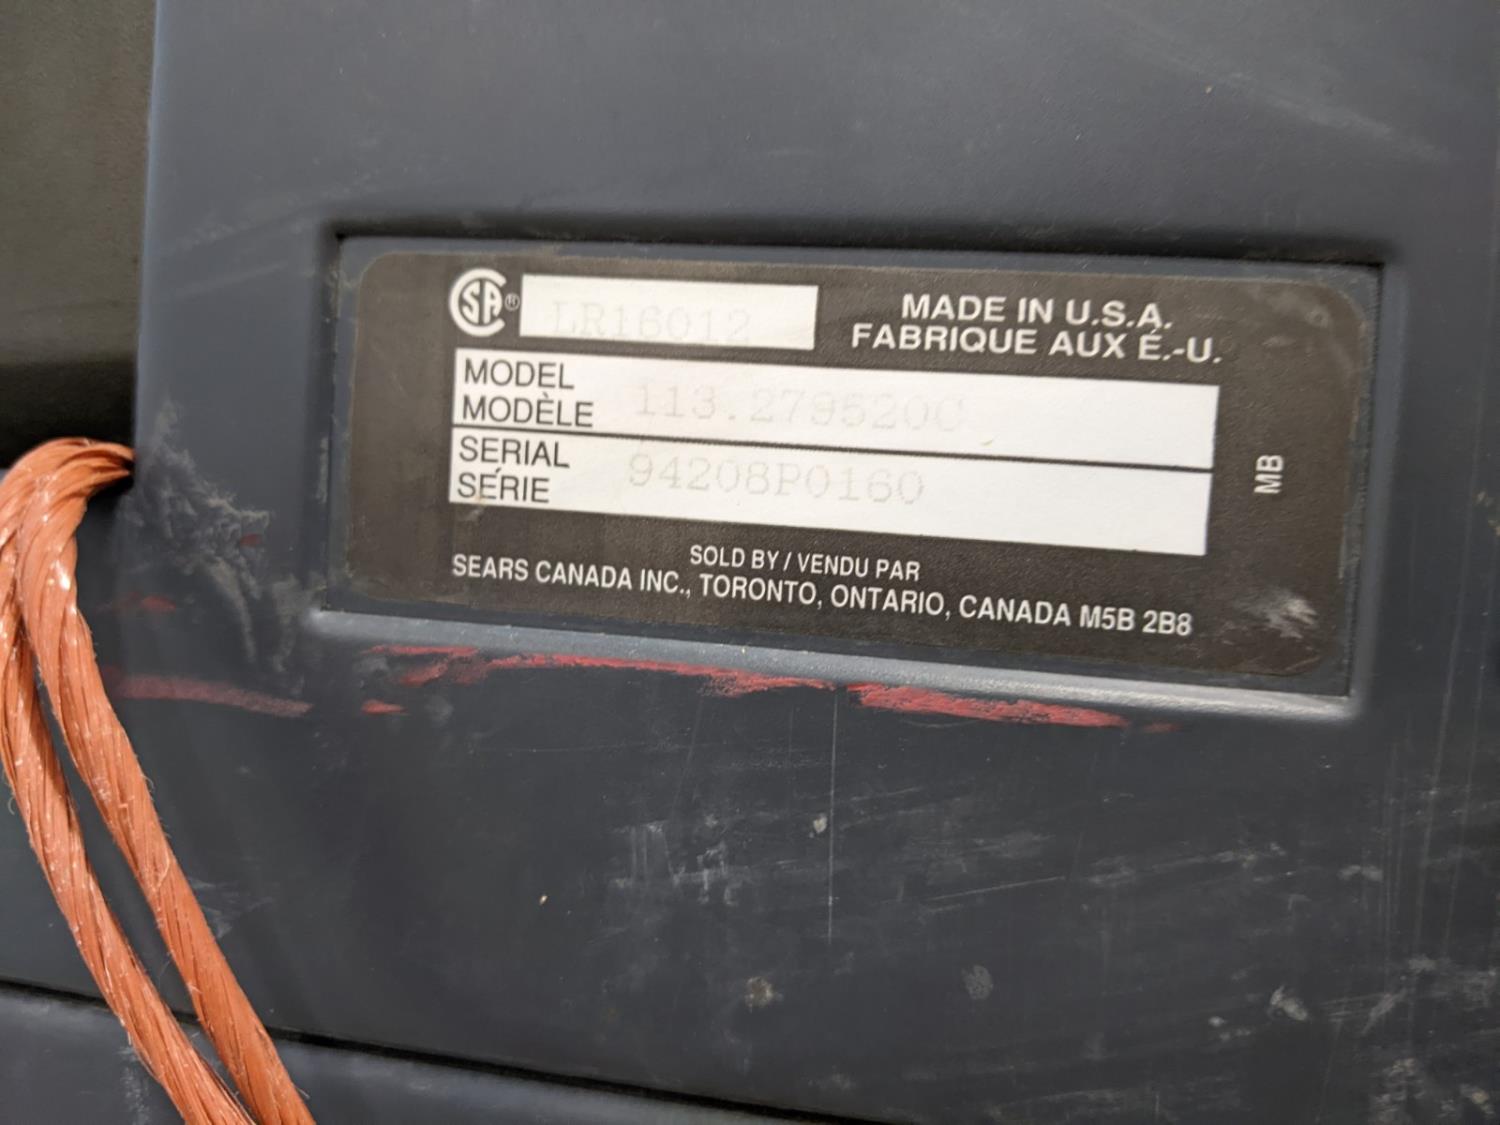 CSA® LR16012
MADE IN U.S.A.
FABRIQUE AUX É.-U.
MODEL
MODÈLE 113.279520C
SERIAL
SÉRIE 94208P0160
MB
SOLD BY / VENDU PAR
SEARS CANADA INC., TORONTO, ONTARIO, CANADA M5B 2B8